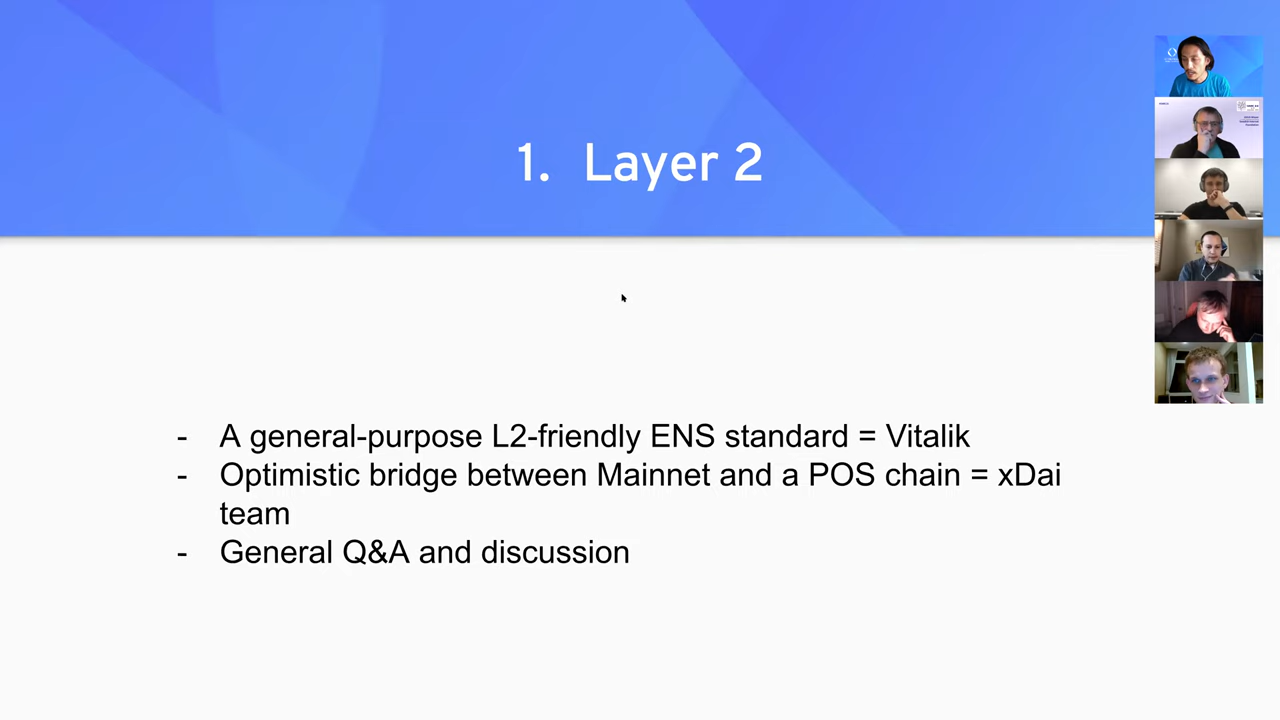 1. Layer 2
- A general-purpose L2-friendly ENS standard = Vitalik
- Optimistic bridge between Mainnet and a POS chain = xDai
team
- General Q&A and discussion